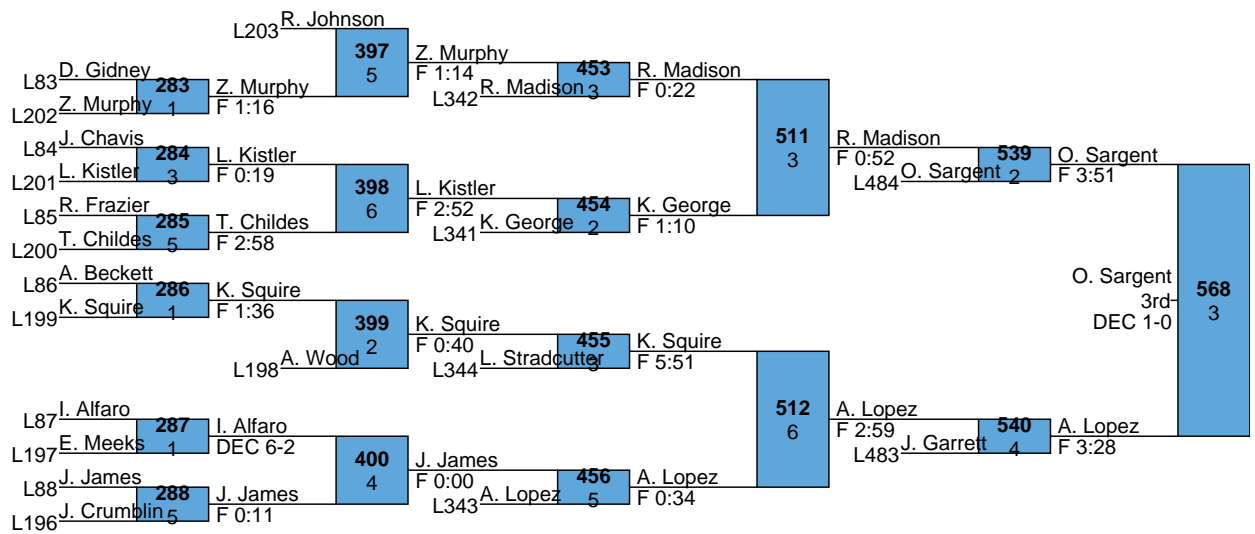 L203 R. Johnson
397
5
Z. Murphy
F 1:14
L83 D. Gidney
283
1
L202 Z. Murphy
Z. Murphy
F 1:16
L342 R. Madison
453
3
R. Madison
F 0:22
L84 J. Chavis
284
3
L201 L. Kistler
L. Kistler
F 0:19
511
3
R. Madison
F 0:52
398
6
L. Kistler
F 2:52
L85 R. Frazier
285
5
L200 T. Childes
T. Childes
F 2:58
L341 K. George
454
2
K. George
F 1:10
L484 O. Sargent
539
2
O. Sargent
F 3:51
L86 A. Beckett
286
1
L199 K. Squire
K. Squire
F 1:36
399
2
K. Squire
F 0:40
L198 A. Wood
L344 L. Stradcutter
455
3
K. Squire
F 5:51
O. Sargent
3rd
DEC 1-0
568
3
L87 I. Alfaro
287
1
L197 E. Meeks
I. Alfaro
DEC 6-2
512
6
A. Lopez
F 2:59
400
4
J. James
F 0:00
L88 J. James
288
5
L196 J. Crumblin
J. James
F 0:11
L343 A. Lopez
456
5
A. Lopez
F 0:34
L483 J. Garrett
540
4
A. Lopez
F 3:28